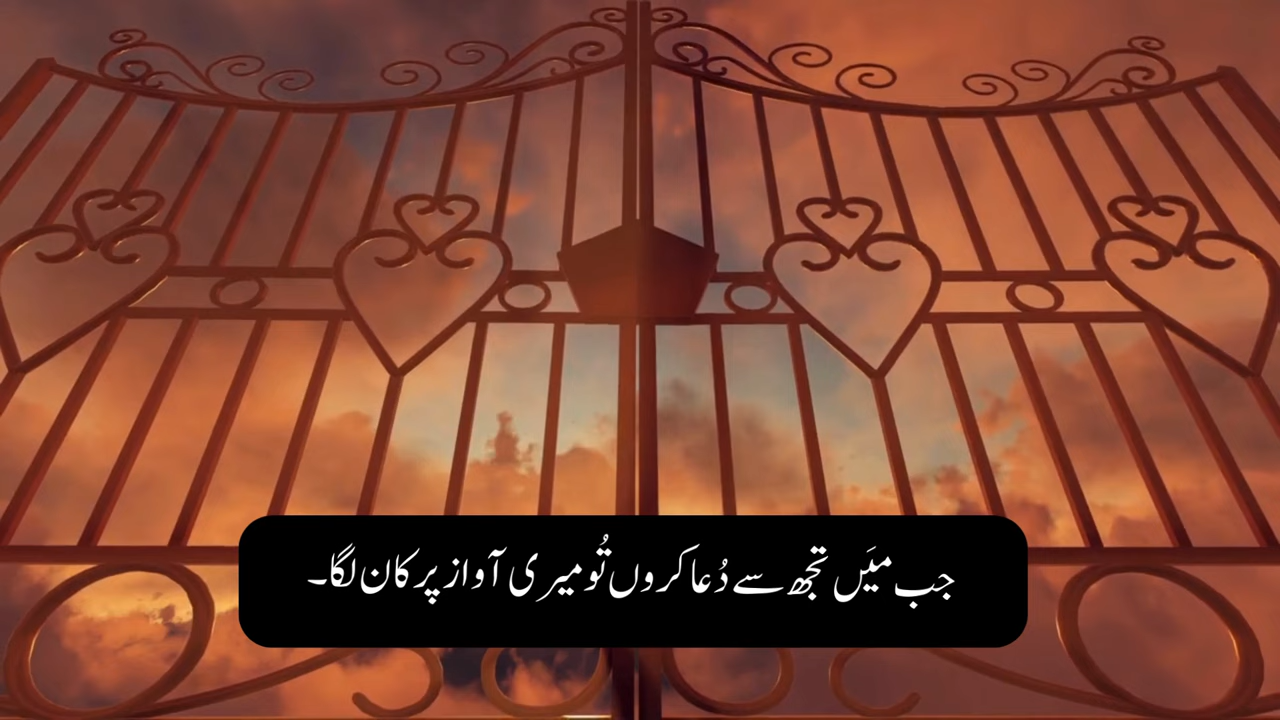 جب میَں تجھ سے دُعا کروں تُو میری آواز پر کان لگا۔